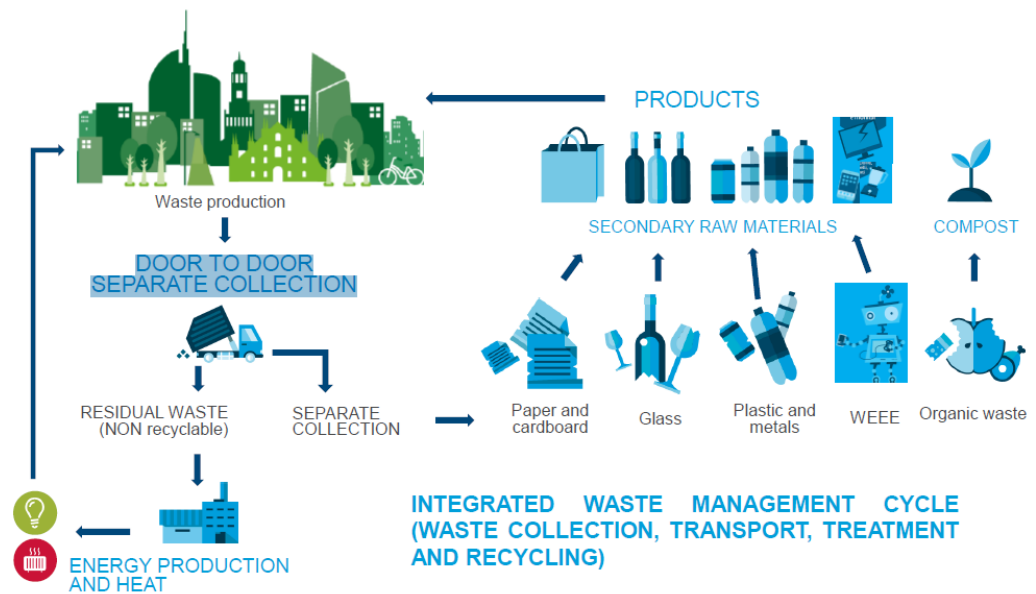 PRODUCTS
Waste production
SECONDARY RAW MATERIALS
COMPOST
DOOR TO DOOR
SEPARATE COLLECTION
RESIDUAL WASTE
(NON recyclable)
SEPARATE
COLLECTION
Paper and
cardboard
Glass
Plastic and
metals
WEEE
Organic waste
INTEGRATED WASTE MANAGEMENT CYCLE
(WASTE COLLECTION, TRANSPORT, TREATMENT
AND RECYCLING)
ENERGY PRODUCTION
AND HEAT